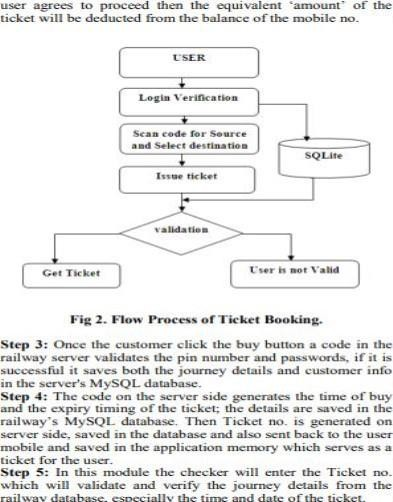 user agrees to proceed then the equivalent 'amount' of the
ticket will be deducted from the balance of the mobile no.
USER
Login Verification
Scan code for Source
and Select destination
SQLite
Issue ticket
validation
Get Ticket
User is not Valid
Fig 2. Flow Process of Ticket Booking.
Step 3: Once the customer click the buy button a code in the
railway server validates the pin number and passwords, if it is
successful it saves both the journey details and customer info
in the server's MySQL database.
Step 4: The code on the server side generates the time of buy
and the expiry timing of the ticket; the details are saved in the
railway's MySQL database. Then Ticket no. is generated on
server side, saved in the database and also sent back to the user
mobile and saved in the application memory which serves as a
ticket for the user.
Step 5: In this module the checker will enter the Ticket no.
which will validate and verify the journey details from the
railway database, especially the time and date of the ticket.